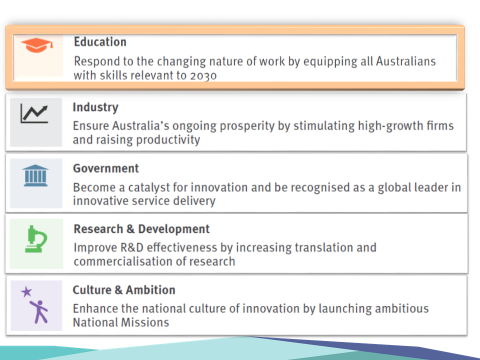 Education
Respond to the changing nature of work by equipping all Australians
with skills relevant to 2030
Industry
Ensure Australia's ongoing prosperity by stimulating high-growth firms
and raising productivity
Government
Become a catalyst for innovation and be recognised as a global leader in
innovative service delivery
Research & Development
Improve R&D effectiveness by increasing translation and
commercialisation of research
Culture & Ambition
Enhance the national culture of innovation by launching ambitious
National Missions